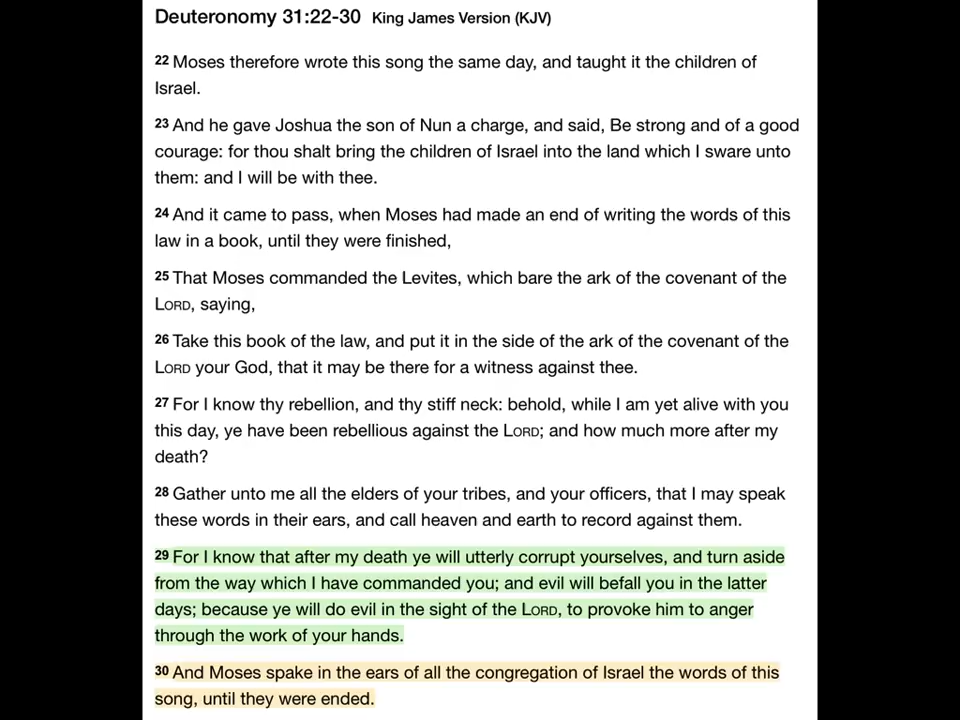 Deuteronomy 31:22-30 King James Version (KJV)
22 Moses therefore wrote this song the same day, and taught it the children of
Israel.
23 And he gave Joshua the son of Nun a charge, and said, Be strong and of a good
courage: for thou shalt bring the children of Israel into the land which I sware unto
them: and I will be with thee.
24 And it came to pass, when Moses had made an end of writing the words of this
law in a book, until they were finished,
25 That Moses commanded the Levites, which bare the ark of the covenant of the
LORD, saying,
26 Take this book of the law, and put it in the side of the ark of the covenant of the
LORD your God, that it may be there for a witness against thee.
27 For I know thy rebellion, and thy stiff neck: behold, while I am yet alive with you
this day, ye have been rebellious against the LORD; and how much more after my
death?
28 Gather unto me all the elders of your tribes, and your officers, that I may speak
these words in their ears, and call heaven and earth to record against them.
29 For I know that after my death ye will utterly corrupt yourselves, and turn aside
from the way which I have commanded you; and evil will befall you in the latter
days; because ye will do evil in the sight of the LORD, to provoke him to anger
through the work of your hands.
30 And Moses spake in the ears of all the congregation of Israel the words of this
song, until they were ended.